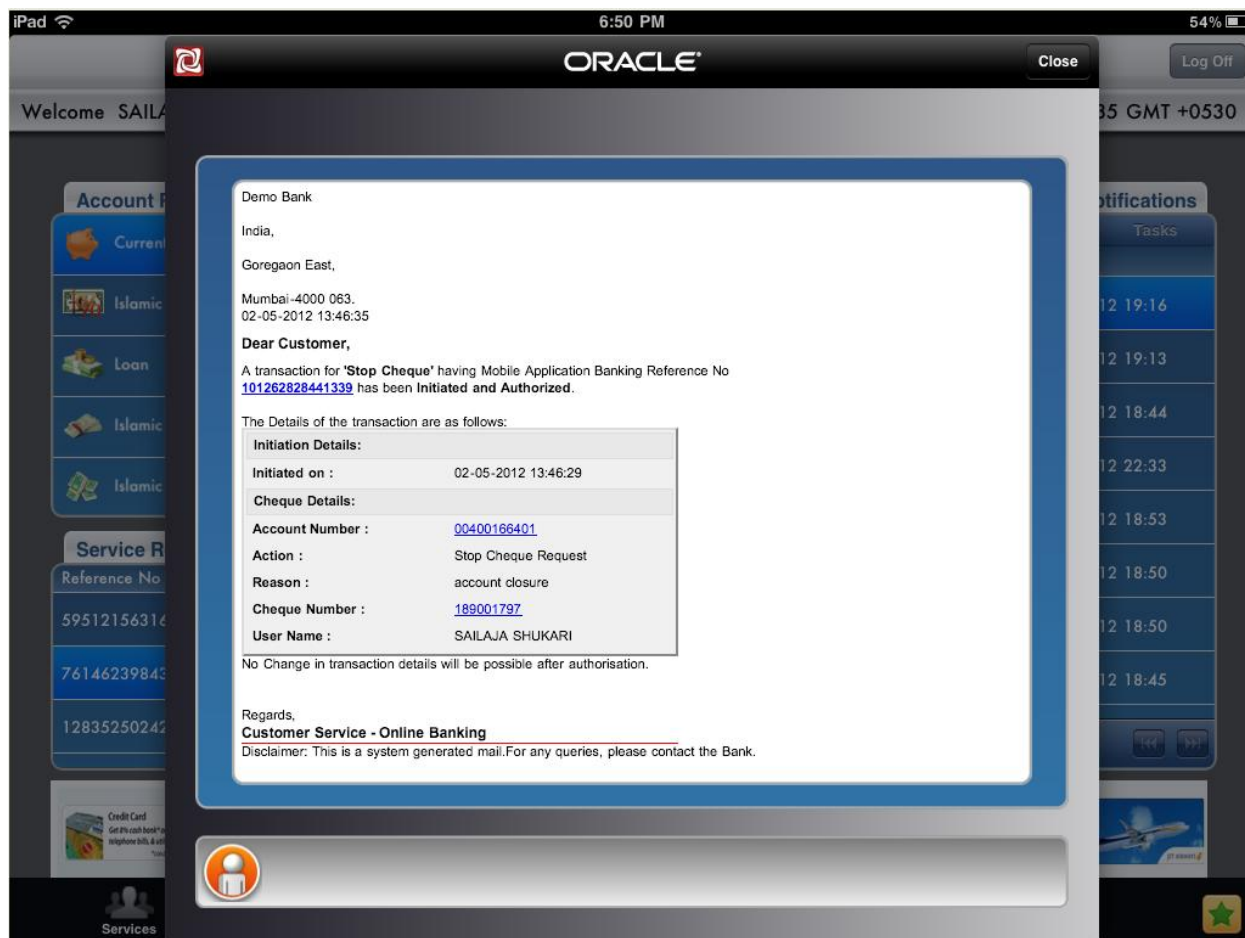 iPad
6:50 PM
54%
ORACLE
Close
Log Off
Welcome SAILA
35 GMT +0530
Account
Curren
Islamic
Loan
Islamic
Islamic
Service R
Reference No
59512156316
76146239843
12835250242
Demo Bank
India,
Goregaon East,
Mumbai-4000 063.
02-05-2012 13:46:35
Dear Customer,
A transaction for 'Stop Cheque' having Mobile Application Banking Reference No
101262828441339 has been Initiated and Authorized.
The Details of the transaction are as follows:
Initiation Details:
Initiated on : 02-05-2012 13:46:29
Cheque Details:
Account Number : 00400166401
Action : Stop Cheque Request
Reason : account closure
Cheque Number : 189001797
User Name : SAILAJA SHUKARI
No Change in transaction details will be possible after authorisation.
Regards,
Customer Service - Online Banking
Disclaimer: This is a system generated mail.For any queries, please contact the Bank.
otifications
Tasks
12 19:16
12 19:13
12 18:44
12 22:33
12 18:53
12 18:50
12 18:50
12 18:45
Credit Card
Services